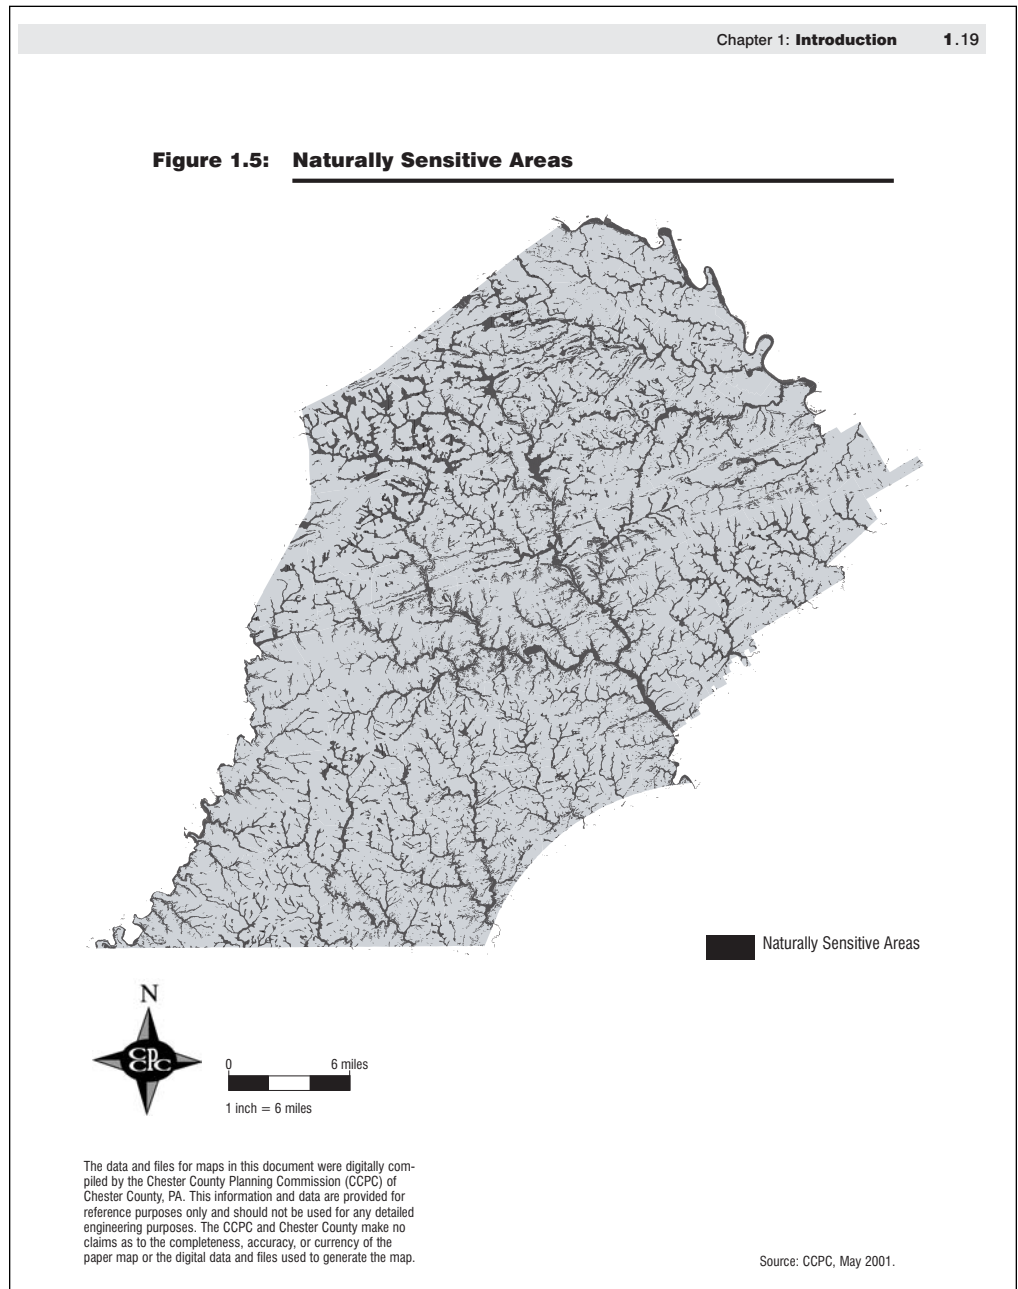 Chapter 1: Introduction 1.19
Figure 1.5: Naturally Sensitive Areas
Naturally Sensitive Areas
N
CPC
CPC
0 6 miles
1 inch = 6 miles
The data and files for maps in this document were digitally com-
piled by the Chester County Planning Commission (CCPC) of
Chester County, PA. This information and data are provided for
reference purposes only and should not be used for any detailed
engineering purposes. The CCPC and Chester County make no
claims as to the completeness, accuracy, or currency of the
paper map or the digital data and files used to generate the map.
Source: CCPC, May 2001.